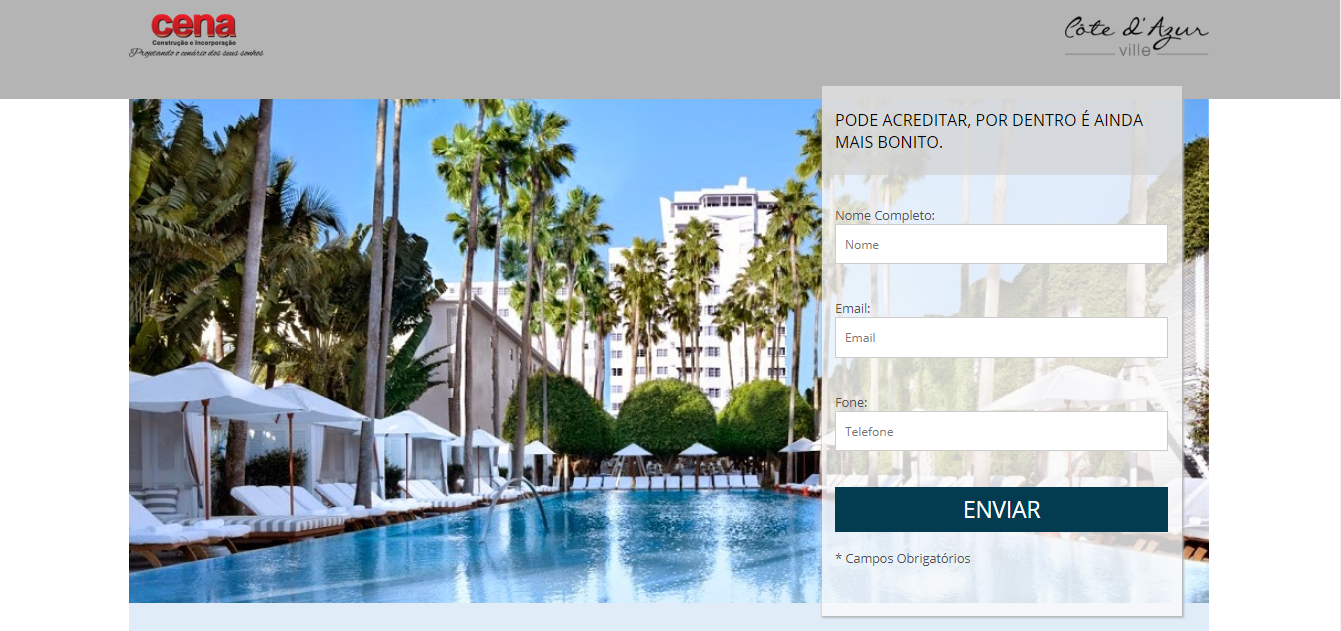 cena
Construção e Incorporação
Projetando o cenário dos seus sonhos
Côte d'Azur
ville
PODE ACREDITAR, POR DENTRO É AINDA
MAIS BONITO.
Nome Completo:
Nome
Email:
Email
Fone:
Telefone
ENVIAR
* Campos Obrigatórios